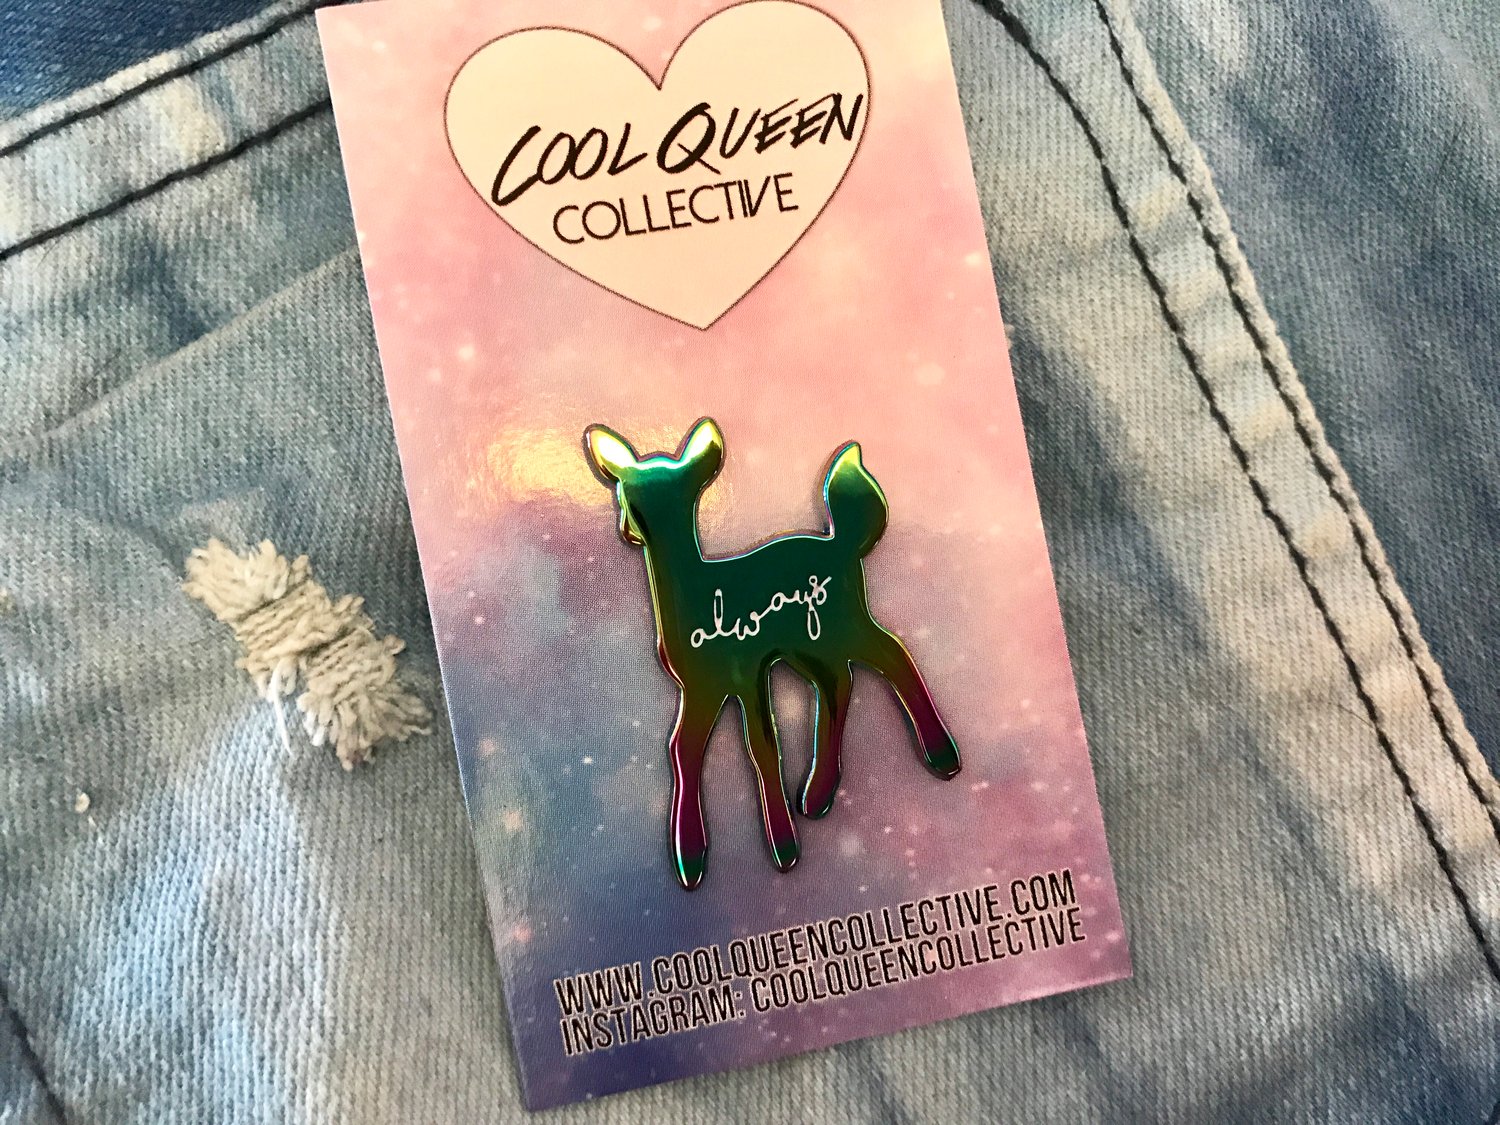 COOL QUEEN
COLLECTIVE
always
WWW.COOLQUEENCOLLECTIVE.COM
INSTAGRAM: COOLQUEENCOLLECTIVE